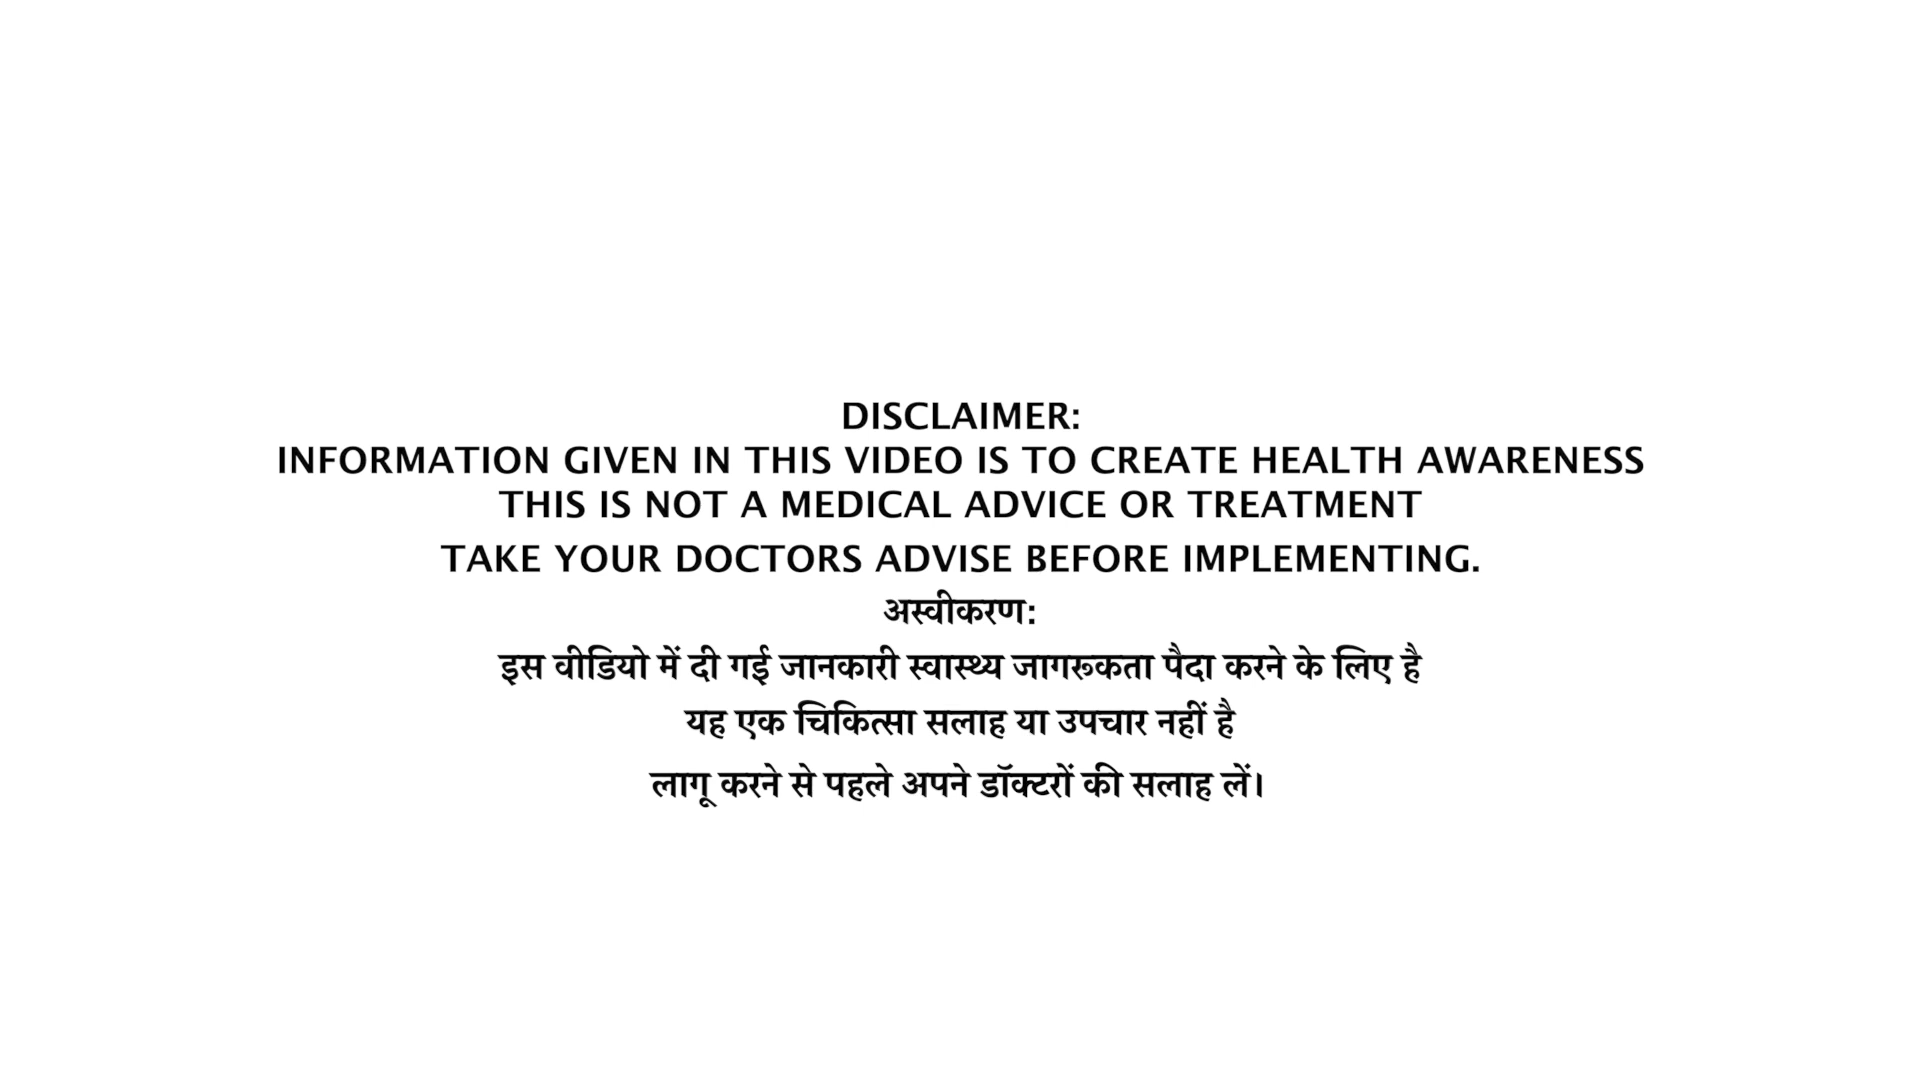 DISCLAIMER:
INFORMATION GIVEN IN THIS VIDEO IS TO CREATE HEALTH AWARENESS
THIS IS NOT A MEDICAL ADVICE OR TREATMENT
TAKE YOUR DOCTORS ADVISE BEFORE IMPLEMENTING.
अस्वीकरण:
इस वीडियो में दी गई जानकारी स्वास्थ्य जागरूकता पैदा करने के लिए है
यह एक चिकित्सा सलाह या उपचार नहीं है
लागू करने से पहले अपने डॉक्टरों की सलाह लें।